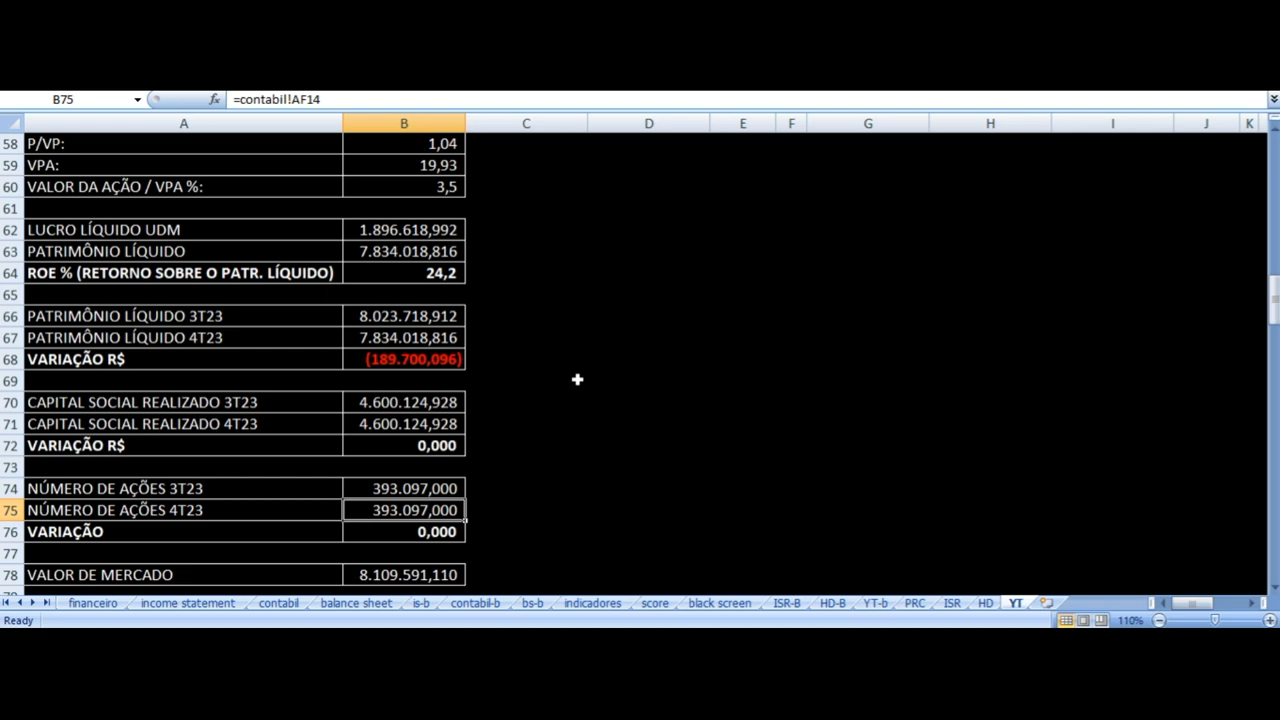 B75 fx =contabil!AF14
A B C D E F G H I J K
58 P/VP: 1,04
59 VPA: 19,93
60 VALOR DA AÇÃO / VPA %: 3,5
61
62 LUCRO LÍQUIDO UDM 1.896.618,992
63 PATRIMÔNIO LÍQUIDO 7.834.018,816
64 ROE % (RETORNO SOBRE O PATR. LÍQUIDO) 24,2
65
66 PATRIMÔNIO LÍQUIDO 3T23 8.023.718,912
67 PATRIMÔNIO LÍQUIDO 4T23 7.834.018,816
68 VARIAÇÃO R$ (189.700,096)
69
70 CAPITAL SOCIAL REALIZADO 3T23 4.600.124,928
71 CAPITAL SOCIAL REALIZADO 4T23 4.600.124,928
72 VARIAÇÃO R$ 0,000
73
74 NÚMERO DE AÇÕES 3T23 393.097,000
75 NÚMERO DE AÇÕES 4T23 393.097,000
76 VARIAÇÃO 0,000
77
78 VALOR DE MERCADO 8.109.591,110
financeiro income statement contabil balance sheet is-b contabil-b bs-b indicadores score black screen ISR-B HD-B YT-b PRC ISR HD YT
Ready 110%